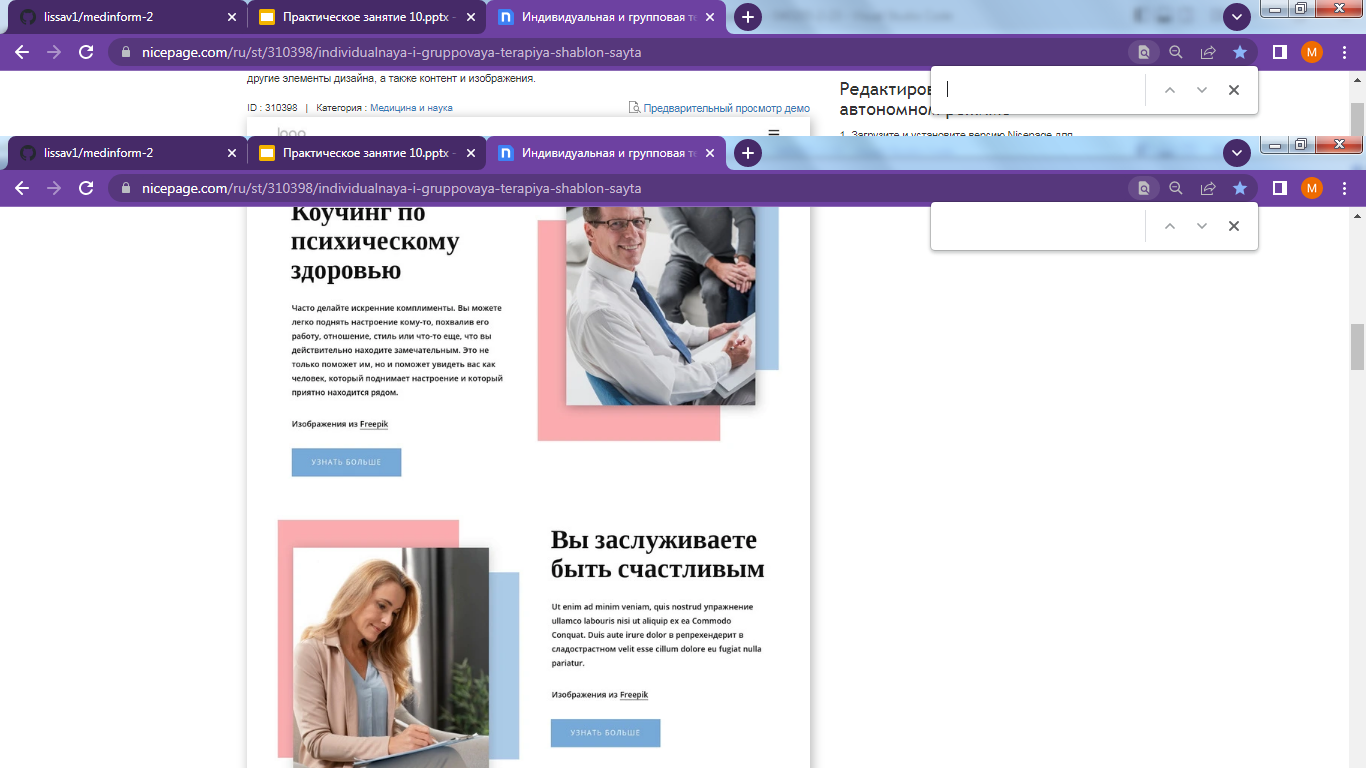 lissav1/medinform-2
Практическое занятие 10.pptx -
Индивидуальная и групповая те
nicepage.com/ru/st/310398/individualnaya-i-gruppovaya-terapiya-shablon-sayta
M
другие элементы дизайна, а также контент и изображения.
ID : 310398 | Категория : Медицина и наука
Предварительный просмотр демо
Редактиров
автономном
1. Загрузите и установите версию Nicepage для
logo
lissav1/medinform-2
Практическое занятие 10.pptx -
Индивидуальная и групповая те
nicepage.com/ru/st/310398/individualnaya-i-gruppovaya-terapiya-shablon-sayta
M
Коучинг по
психическому
здоровью
Часто делайте искренние комплименты. Вы можете
легко поднять настроение кому-то, похвалив его
работу, отношение, стиль или что-то еще, что вы
действительно находите замечательным. Это не
только поможет им, но и поможет увидеть вас как
человек, который поднимает настроение и который
приятно находится рядом.
Изображения из Freepik
УЗНАТЬ БОЛЬШЕ
Вы заслуживаете
быть счастливым
Ut enim ad minim veniam, quis nostrud упражнение
ullamco labouris nisi ut aliquip ex ea Commodo
Conquat. Duis aute irure dolor в репрехендерит в
сладострастном velit esse cillum dolore eu fugiat nulla
pariatur.
Изображения из Freepik
УЗНАТЬ БОЛЬШЕ